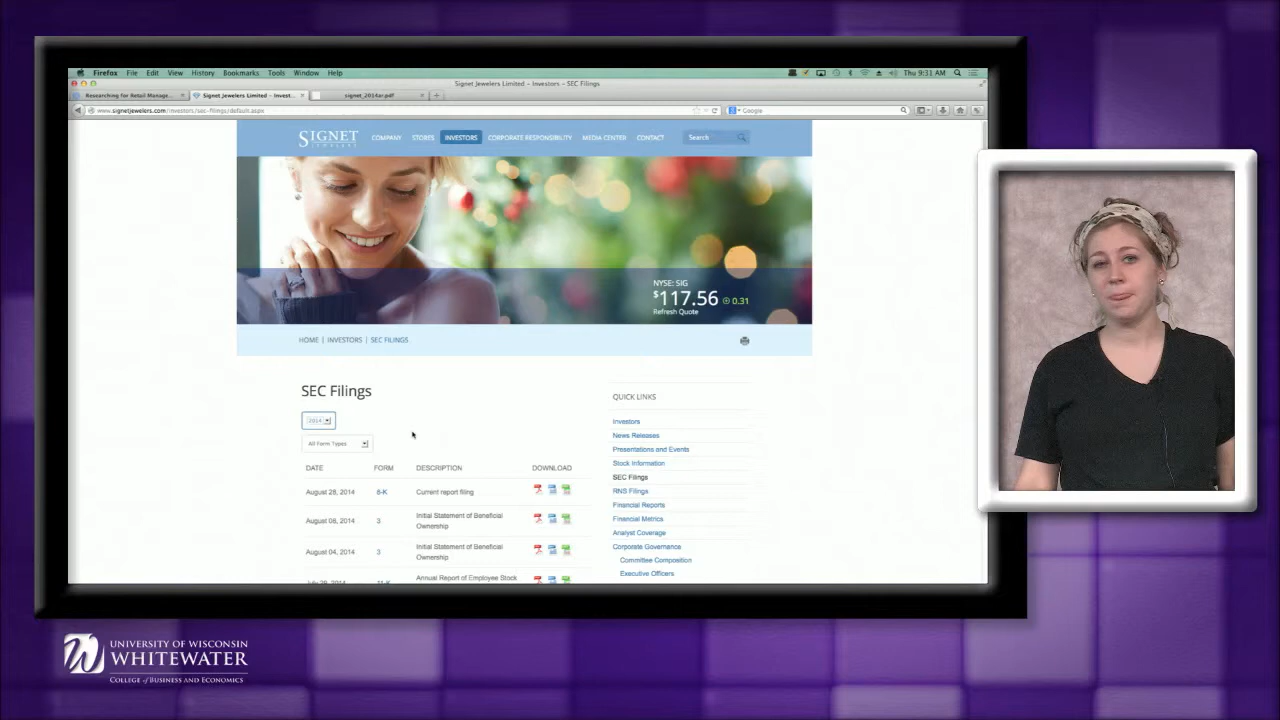 Firefox File Edit View History Bookmarks Tools Window Help
Thu 9:31 AM
Signet Jewelers Limited – Investors – SEC Filings
Researching for Retail Manage...
Signet Jewelers Limited – Invest...
signet_2014ar.pdf
www.signetjewelers.com/investors/sec-filings/default.aspx
Google
SIGNET
JEWELERS
COMPANY STORES INVESTORS CORPORATE RESPONSIBILITY MEDIA CENTER CONTACT
Search
NYSE: SIG
$117.56 0.31
Refresh Quote
HOME | INVESTORS | SEC FILINGS
SEC Filings
2014
All Form Types
DATE FORM DESCRIPTION DOWNLOAD
August 28, 2014 8-K Current report filing
August 08, 2014 3 Initial Statement of Beneficial
Ownership
August 04, 2014 3 Initial Statement of Beneficial
Ownership
11-K Annual Report of Employee Stock
QUICK LINKS
Investors
News Releases
Presentations and Events
Stock Information
SEC Filings
RNS Filings
Financial Reports
Financial Metrics
Analyst Coverage
Corporate Governance
Committee Composition
Executive Officers
UNIVERSITY OF WISCONSIN
WHITEWATER
COLLEGE of BUSINESS AND ECONOMICS